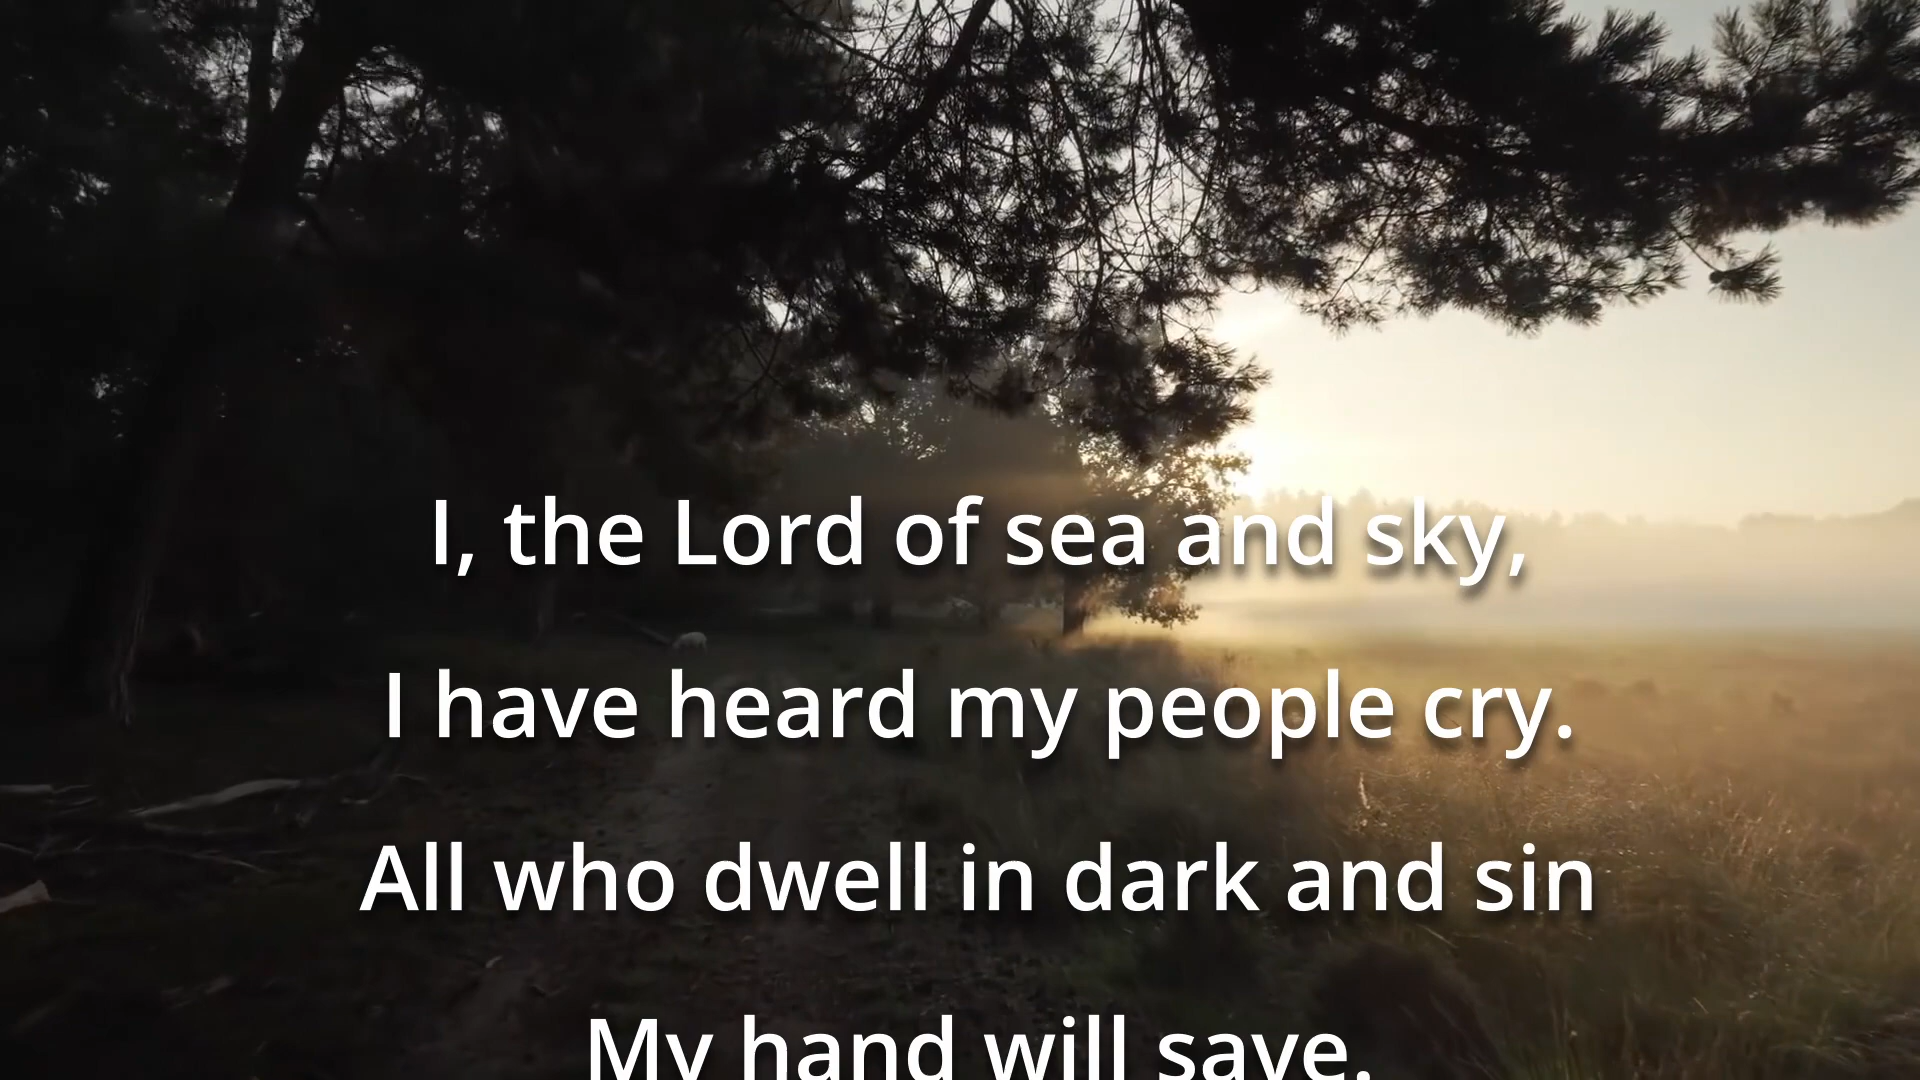 I, the Lord of sea and sky,
I have heard my people cry.
All who dwell in dark and sin
My hand will save.